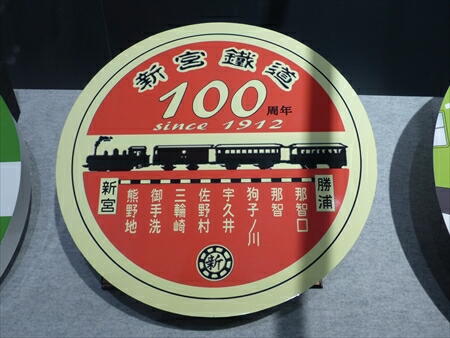 新宮鐵道
100周年
since 1912
新宮
熊野地
御手洗
三輪崎
佐野村
宇久井
狗子ノ川
那智
那智口
勝浦
新